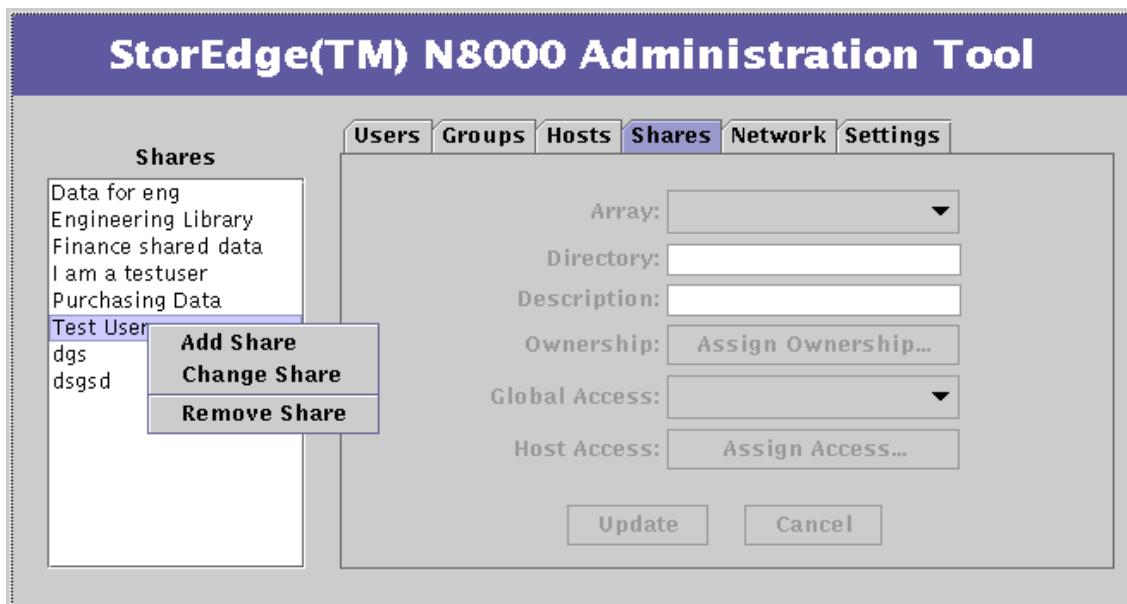 StorEdge(TM) N8000 Administration Tool
Users Groups Hosts Shares Network Settings
Shares
Data for eng
Engineering Library
Finance shared data
I am a testuser
Purchasing Data
Test User
dgs
dsgsd
Add Share
Change Share
Remove Share
Array:
Directory:
Description:
Ownership: Assign Ownership...
Global Access:
Host Access: Assign Access...
Update Cancel